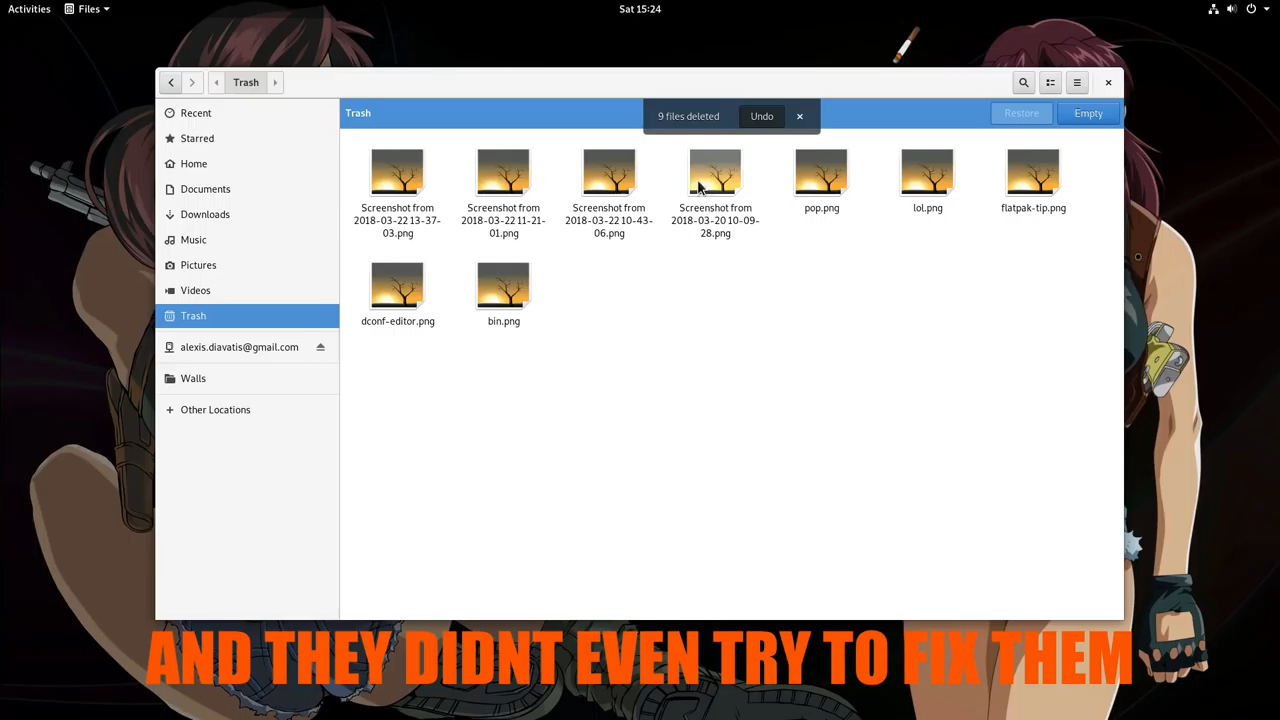 Activities
Files
Sat 15:24
Trash
Recent
Starred
Home
Documents
Downloads
Music
Pictures
Videos
Trash
alexis.diavatis@gmail.com
Walls
Other Locations
Trash
9 files deleted
Undo
Restore
Empty
Screenshot from
2018-03-22 13-37-
03.png
Screenshot from
2018-03-22 11-21-
01.png
Screenshot from
2018-03-22 10-43-
06.png
Screenshot from
2018-03-20 10-09-
28.png
pop.png
lol.png
flatpak-tip.png
dconf-editor.png
bin.png
AND THEY DIDNT EVEN TRY TO FIX THEM